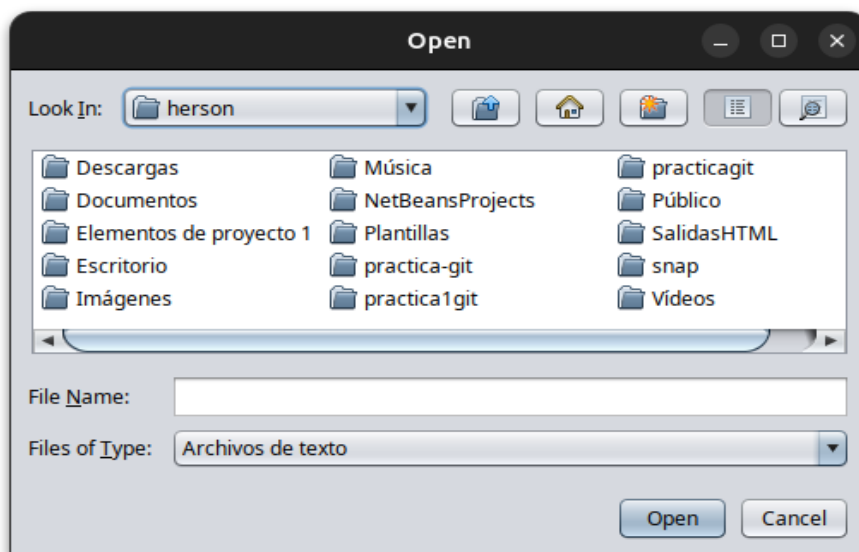 Open
Look In: herson
Descargas Música practicagit
Documentos NetBeansProjects Público
Elementos de proyecto 1 Plantillas SalidasHTML
Escritorio practica-git snap
Imágenes practica1git Vídeos
File Name:
Files of Type: Archivos de texto
Open Cancel